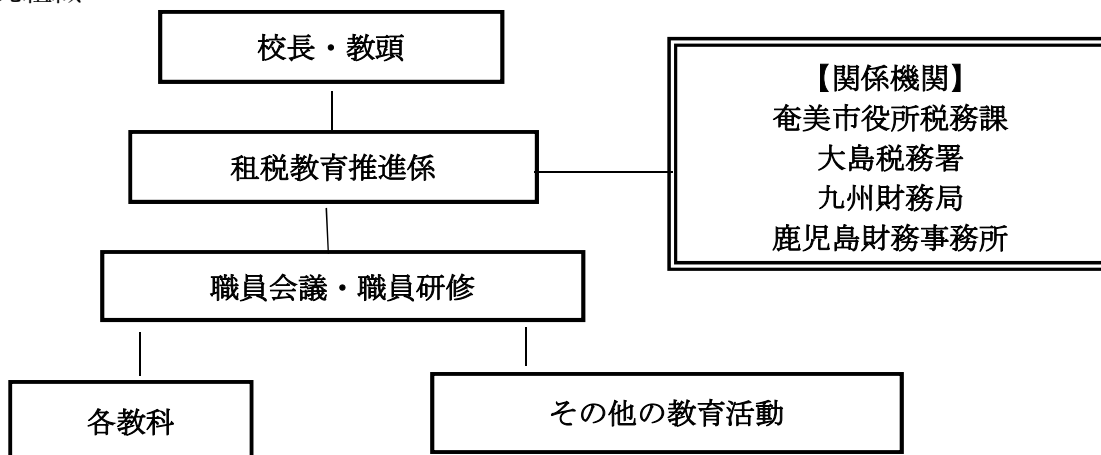 校長・教頭
【関係機関】
奄美市役所税務課
大島税務署
九州財務局
鹿児島財務事務所
租税教育推進係
職員会議・職員研修
各教科
その他の教育活動